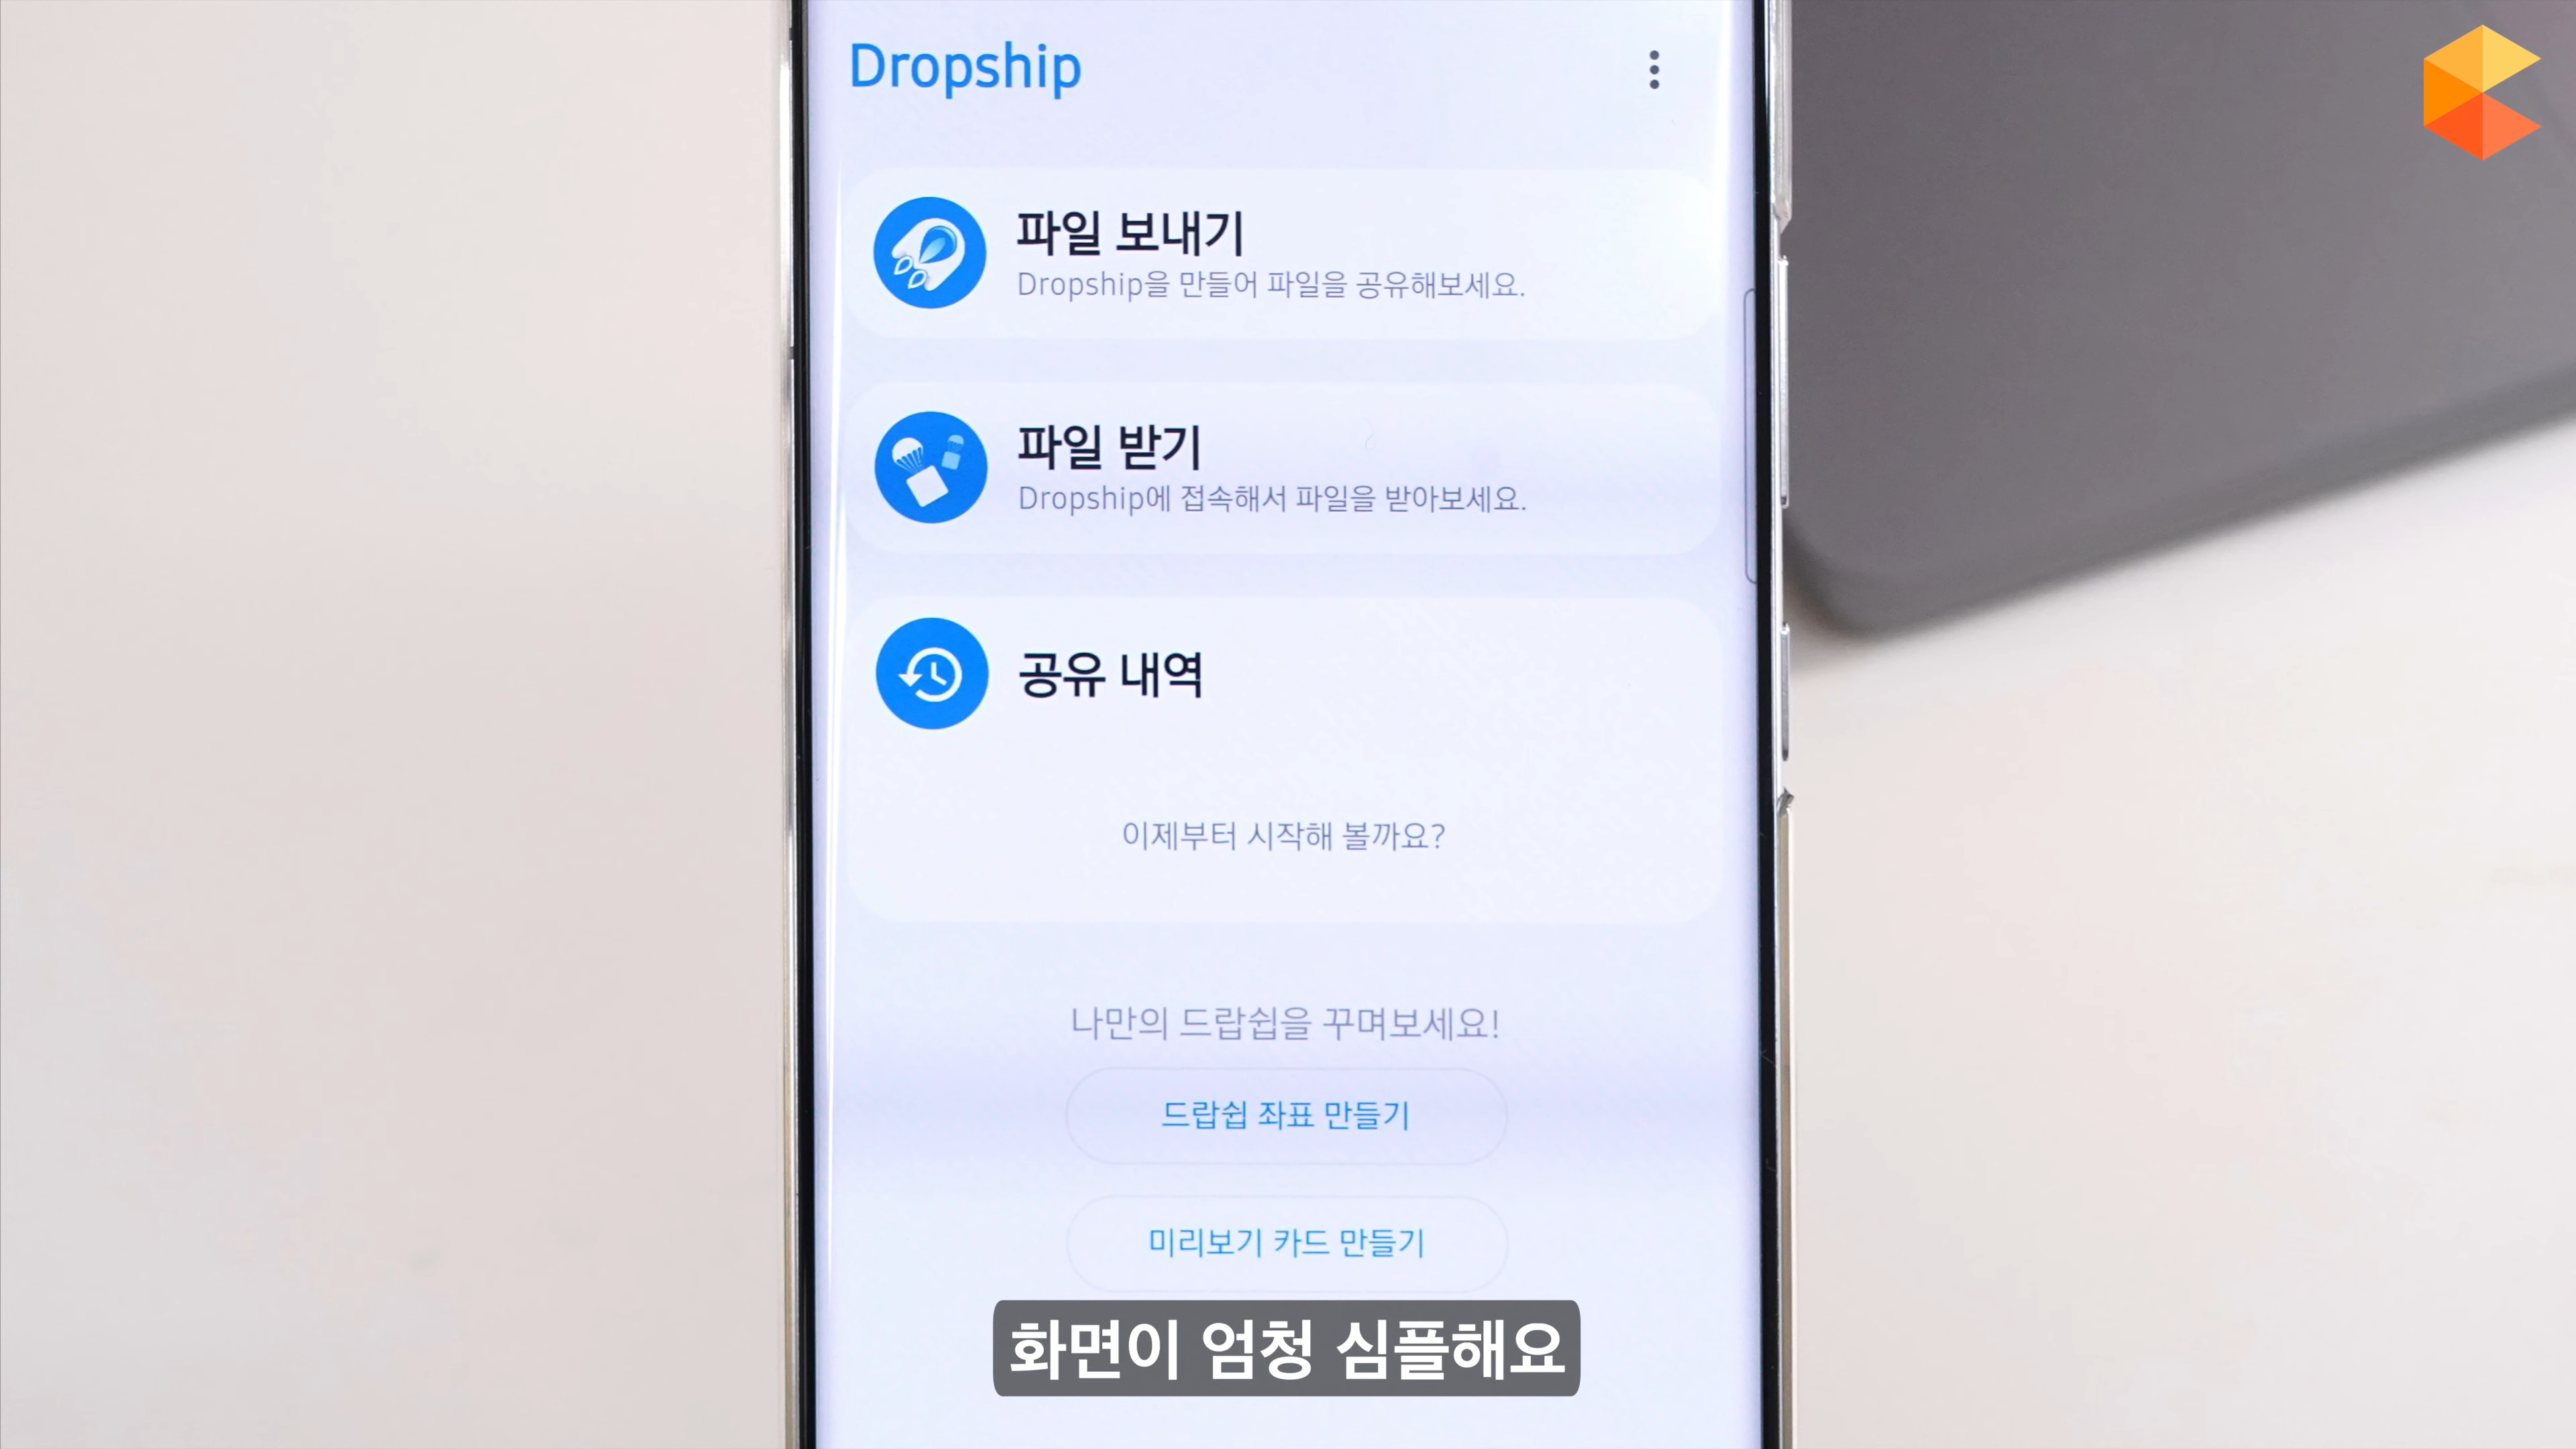 Dropship
파일 보내기
Dropship을 만들어 파일을 공유해보세요.
파일 받기
Dropship에 접속해서 파일을 받아보세요.
공유 내역
이제부터 시작해 볼까요?
나만의 드랍쉽을 꾸며보세요!
드랍쉽 좌표 만들기
미리보기 카드 만들기
화면이 엄청 심플해요